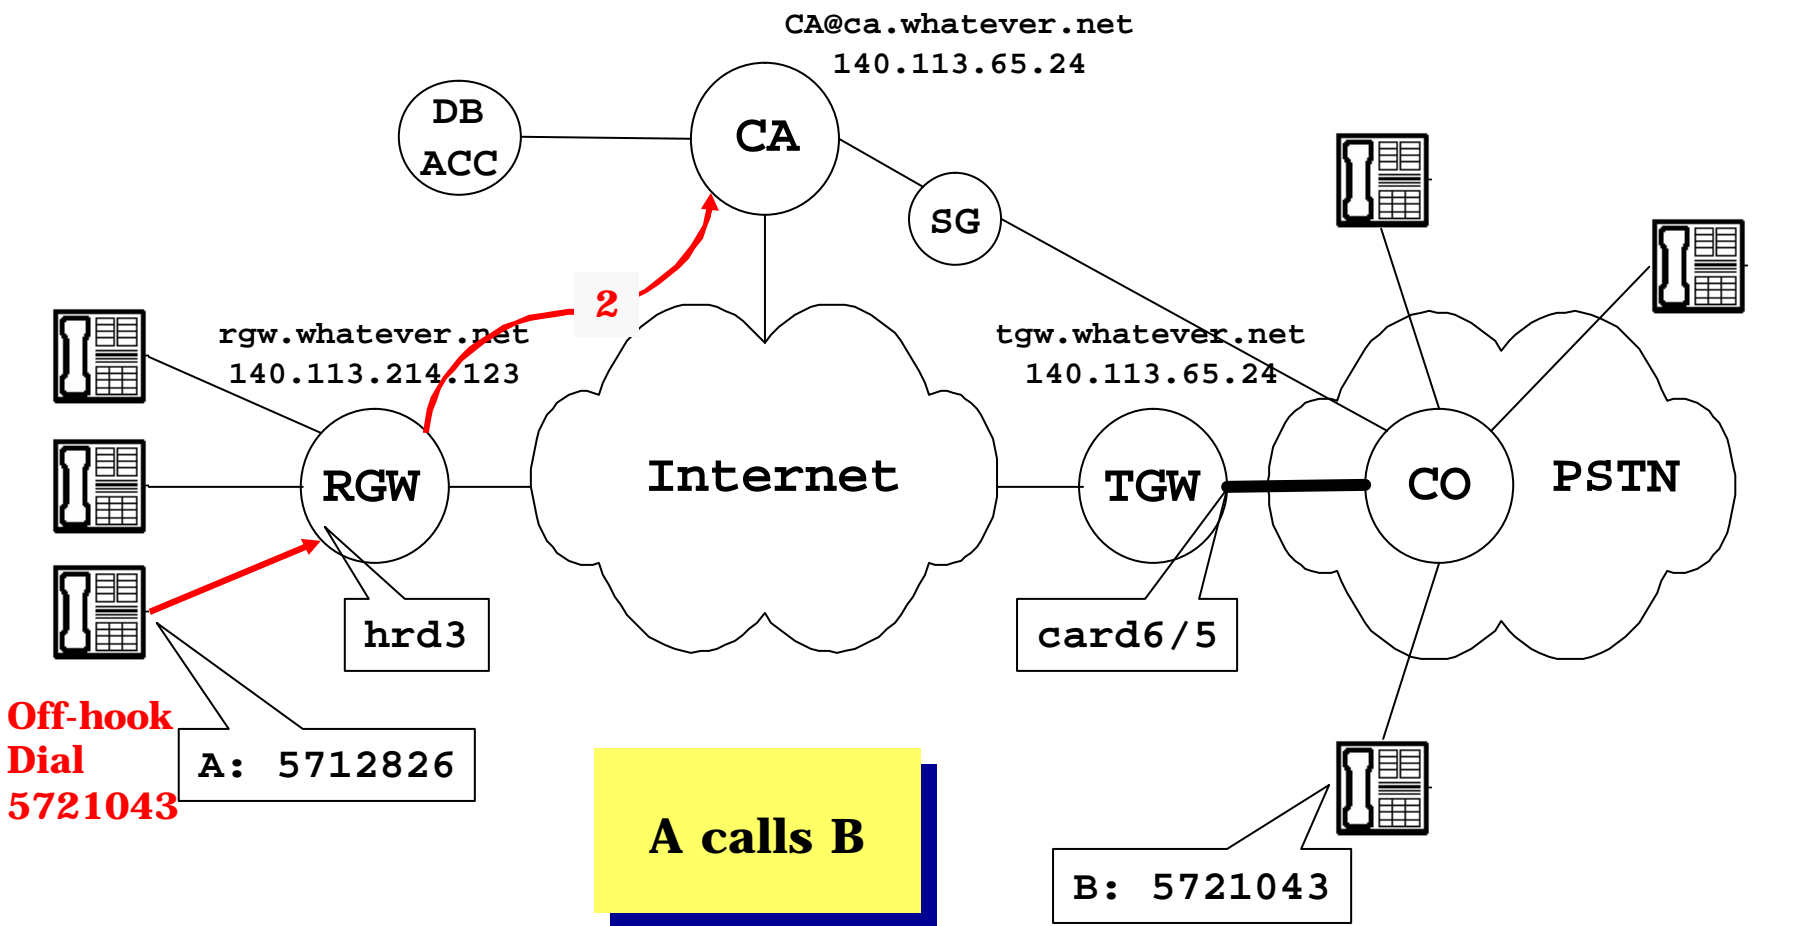 CA@ca.whatever.net
140.113.65.24
DB
ACC
CA
SG
2
rgw.whatever.net
140.113.214.123
tgw.whatever.net
140.113.65.24
RGW
Internet
TGW
CO
PSTN
hrd3
card6/5
Off-hook
Dial
5721043
A: 5712826
A calls B
B: 5721043